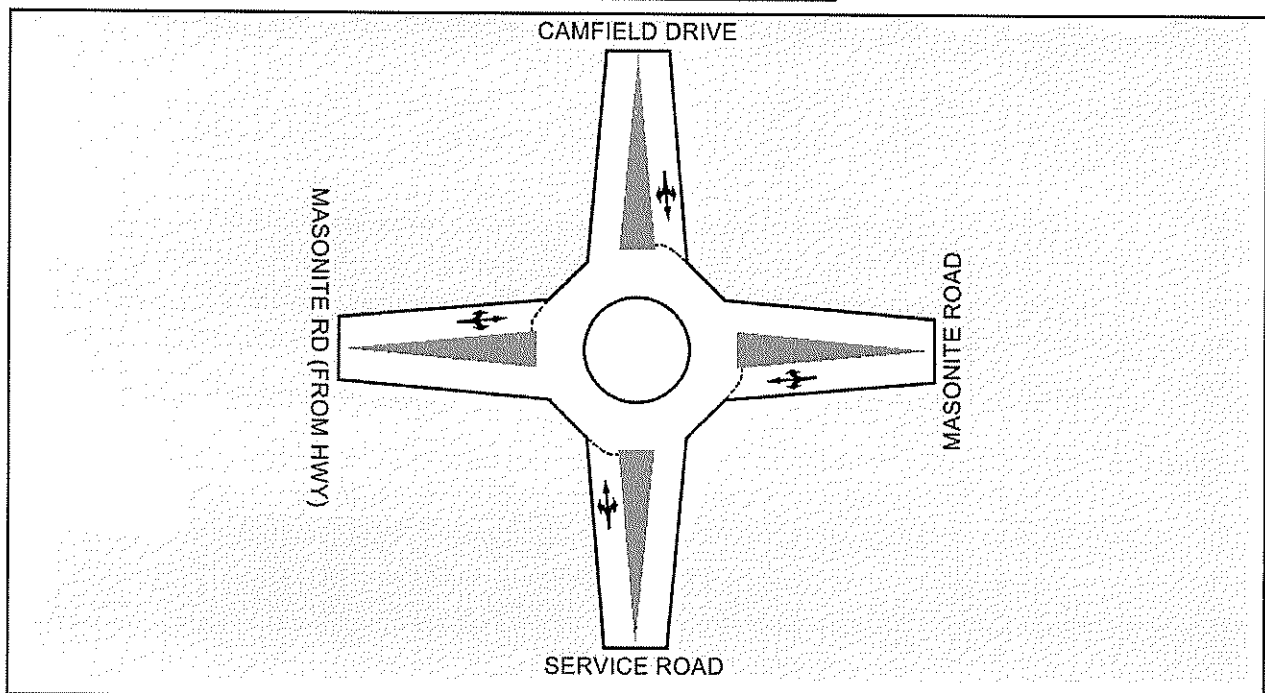 CAMFIELD DRIVE
MASONITE RD (FROM HWY)
MASONITE ROAD
SERVICE ROAD